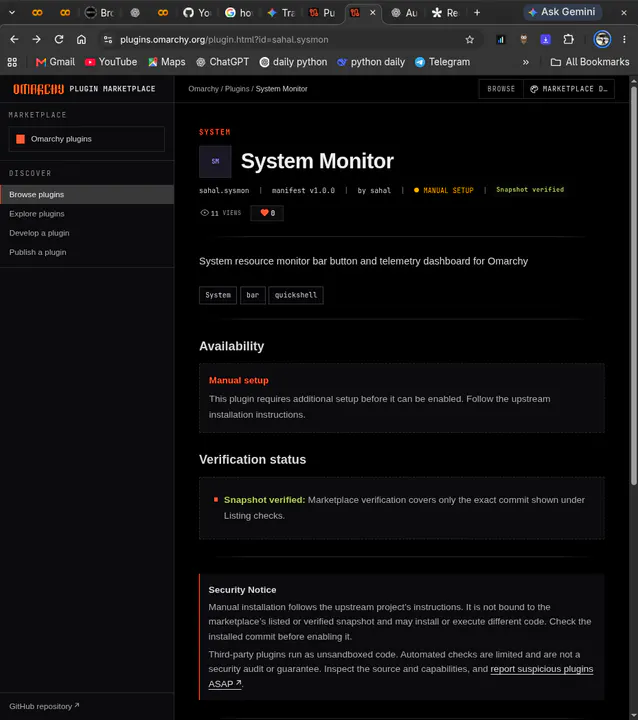 Bro
You
hov
Tra
Pu
Au
Re
Ask Gemini
plugins.omarchy.org/plugin.html?id=sahal.sysmon
Gmail
YouTube
Maps
ChatGPT
daily python
python daily
Telegram
»
All Bookmarks
OMARCHY PLUGIN MARKETPLACE
Omarchy / Plugins / System Monitor
BROWSE
MARKETPLACE D…
MARKETPLACE
Omarchy plugins
DISCOVER
Browse plugins
Explore plugins
Develop a plugin
Publish a plugin
SYSTEM
SM
System Monitor
sahal.sysmon | manifest v1.0.0 | by sahal | MANUAL SETUP | Snapshot verified
11 VIEWS
0
System resource monitor bar button and telemetry dashboard for Omarchy
System
bar
quickshell
Availability
Manual setup
This plugin requires additional setup before it can be enabled. Follow the upstream
installation instructions.
Verification status
Snapshot verified: Marketplace verification covers only the exact commit shown under
Listing checks.
Security Notice
Manual installation follows the upstream project's instructions. It is not bound to the
marketplace's listed or verified snapshot and may install or execute different code. Check the
installed commit before enabling it.
Third-party plugins run as unsandboxed code. Automated checks are limited and are not a
security audit or guarantee. Inspect the source and capabilities, and report suspicious plugins
ASAP ↗.
GitHub repository ↗